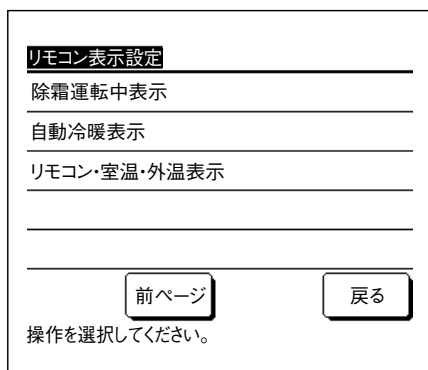 リモコン表示設定
除霜運転中表示
自動冷暖表示
リモコン・室温・外温表示
前ページ 戻る
操作を選択してください。